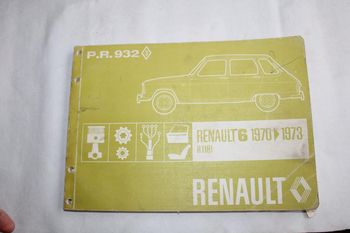 P.R. 932
RENAULT 6 1970 1973
R1181
RENAULT